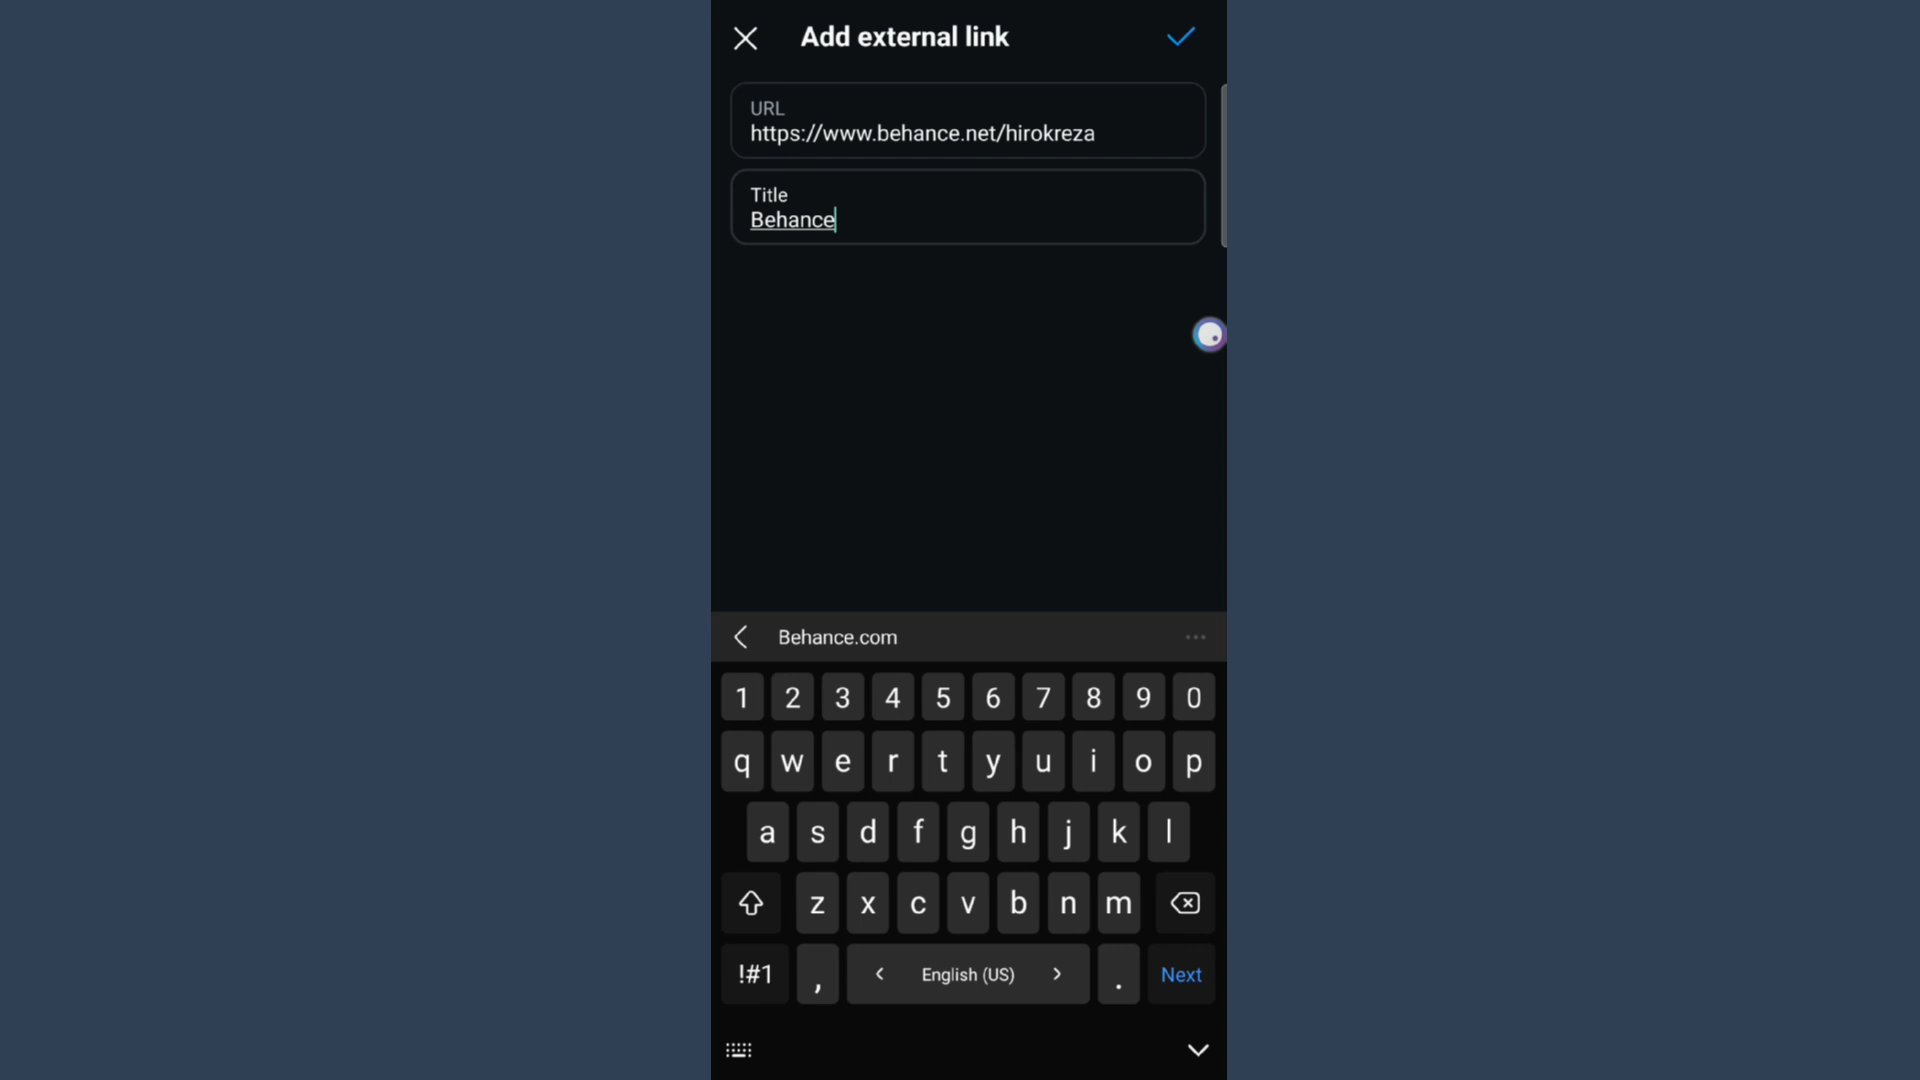 Add external link
URL
https://www.behance.net/hirokreza
Title
Behance
Behance.com
1 2 3 4 5 6 7 8 9 0
q w e r t y u i o p
a s d f g h j k l
z x c v b n m
!#1 , < English (US) > . Next